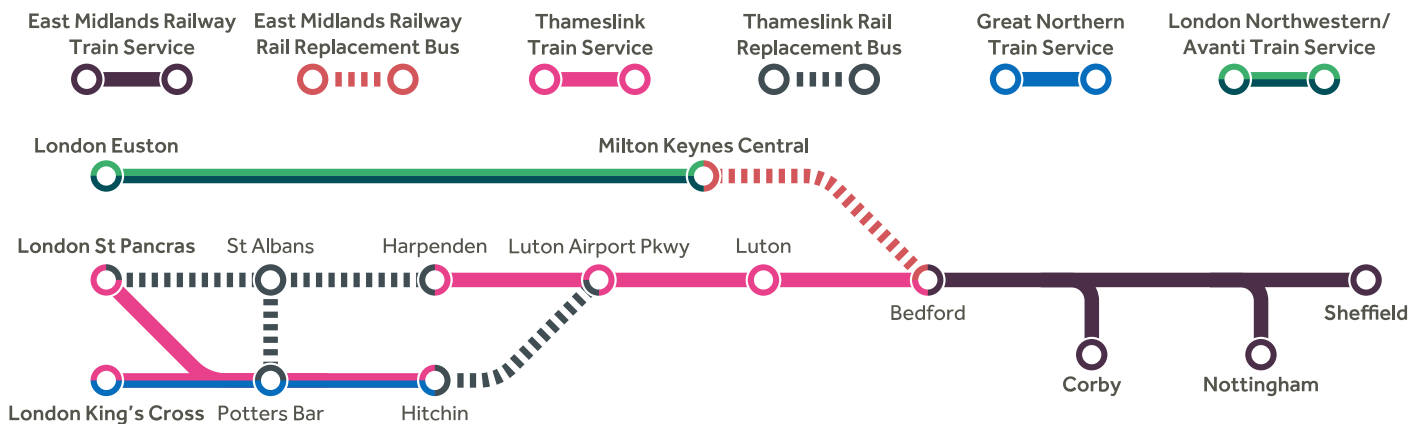 East Midlands Railway
Train Service
East Midlands Railway
Rail Replacement Bus
Thameslink
Train Service
Thameslink Rail
Replacement Bus
Great Northern
Train Service
London Northwestern/
Avanti Train Service
London Euston
Milton Keynes Central
London St Pancras
St Albans
Harpenden
Luton Airport Pkwy
Luton
Bedford
Sheffield
Corby
Nottingham
London King's Cross
Potters Bar
Hitchin